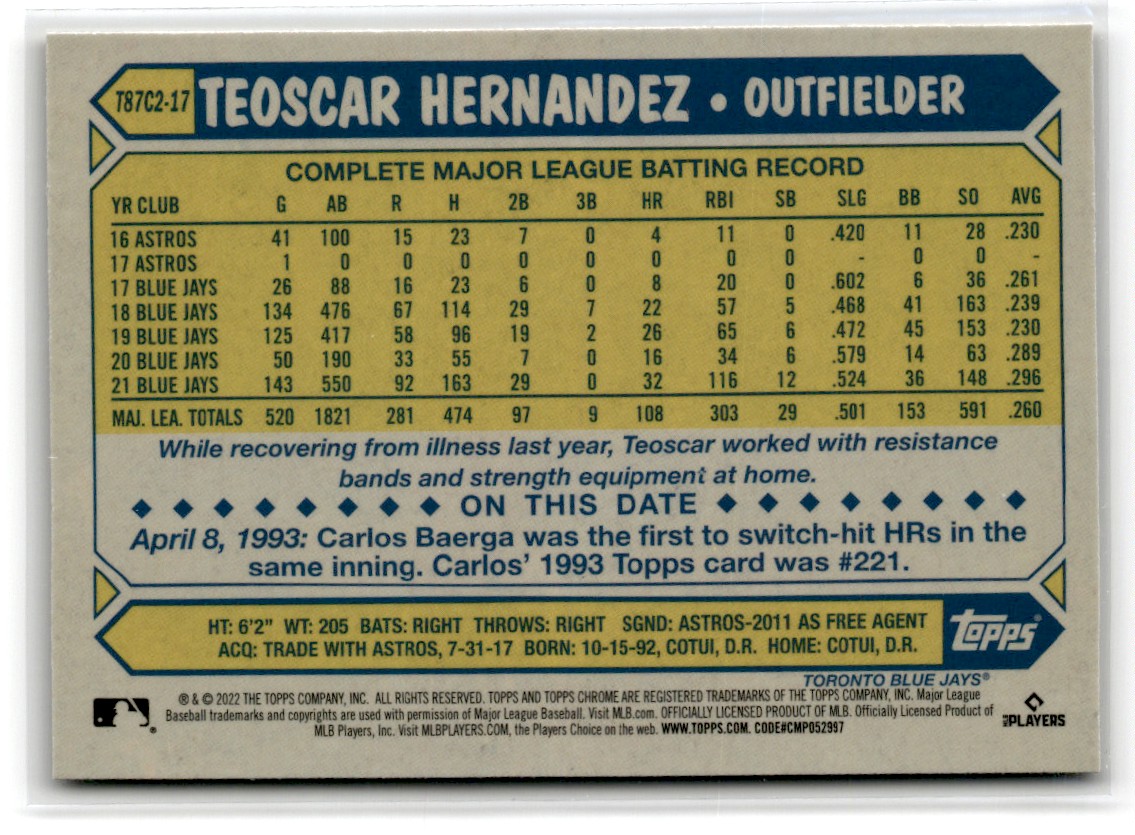 T87C2-17 TEOSCAR HERNANDEZ • OUTFIELDER
COMPLETE MAJOR LEAGUE BATTING RECORD
YR CLUB G AB R H 2B 3B HR RBI SB SLG BB SO AVG
16 ASTROS 41 100 15 23 7 0 4 11 0 .420 11 28 .230
17 ASTROS 1 0 0 0 0 0 0 0 0 - 0 0 -
17 BLUE JAYS 26 88 16 23 6 0 8 20 0 .602 6 36 .261
18 BLUE JAYS 134 476 67 114 29 7 22 57 5 .468 41 163 .239
19 BLUE JAYS 125 417 58 96 19 2 26 65 6 .472 45 153 .230
20 BLUE JAYS 50 190 33 55 7 0 16 34 6 .579 14 63 .289
21 BLUE JAYS 143 550 92 163 29 0 32 116 12 .524 36 148 .296
MAJ. LEA. TOTALS 520 1821 281 474 97 9 108 303 29 .501 153 591 .260
While recovering from illness last year, Teoscar worked with resistance
bands and strength equipment at home.
◆ ◆ ◆ ◆ ◆ ◆ ◆ ◆ ON THIS DATE ◆ ◆ ◆ ◆ ◆ ◆ ◆ ◆
April 8, 1993: Carlos Baerga was the first to switch-hit HRs in the
same inning. Carlos' 1993 Topps card was #221.
HT: 6'2" WT: 205 BATS: RIGHT THROWS: RIGHT SGND: ASTROS-2011 AS FREE AGENT
ACQ: TRADE WITH ASTROS, 7-31-17 BORN: 10-15-92, COTUI, D.R. HOME: COTUI, D.R.
topps®
TORONTO BLUE JAYS®
® & © 2022 THE TOPPS COMPANY, INC. ALL RIGHTS RESERVED. TOPPS AND TOPPS CHROME ARE REGISTERED TRADEMARKS OF THE TOPPS COMPANY, INC. Major League
Baseball trademarks and copyrights are used with permission of Major League Baseball. Visit MLB.com. OFFICIALLY LICENSED PRODUCT OF MLB. Officially Licensed Product of
MLB Players, Inc. Visit MLBPLAYERS.COM, the Players Choice on the web. WWW.TOPPS.COM. CODE#CMP052997
MLB PLAYERS